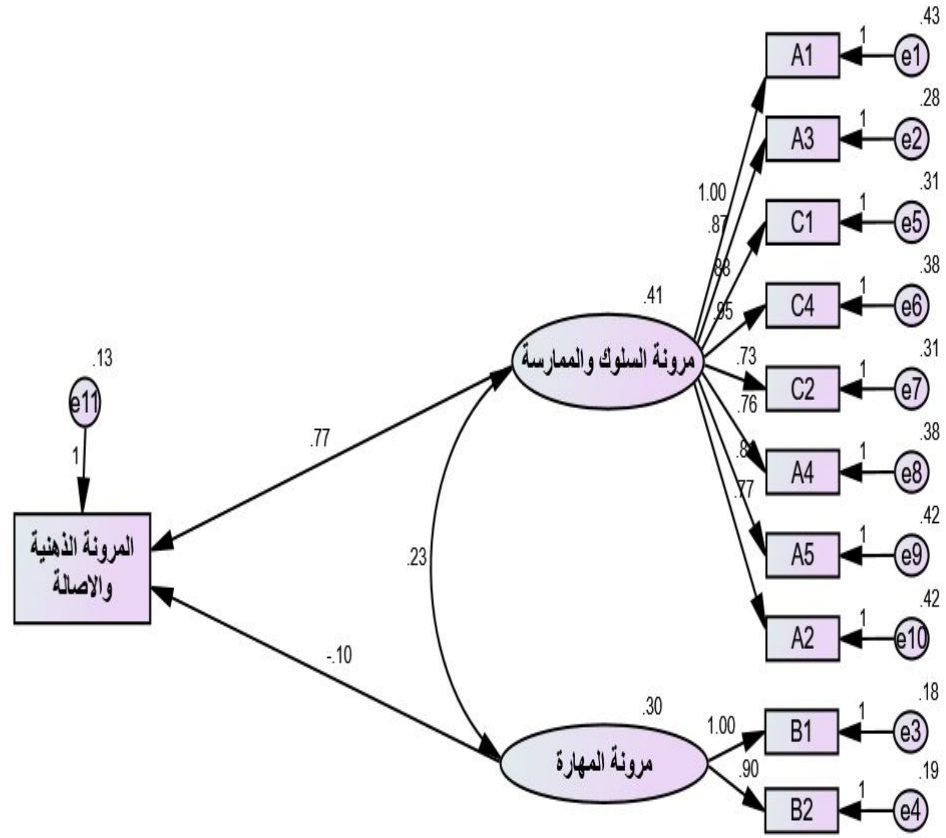 .43
A1
1
e1
.28
A3
1
e2
.31
C1
1
e5
.38
C4
1
e6
.31
C2
1
e7
.38
A4
1
e8
.42
A5
1
e9
.42
A2
1
e10
.18
B1
1
e3
.19
B2
1
e4
1.00
.87
.88
.95
.73
.76
.77
.41
مرونة السلوك والممارسة
.13
e11
1
.77
المرونة الذهنية
والاصالة
.23
-.10
.30
مرونة المهارة
1.00
.90